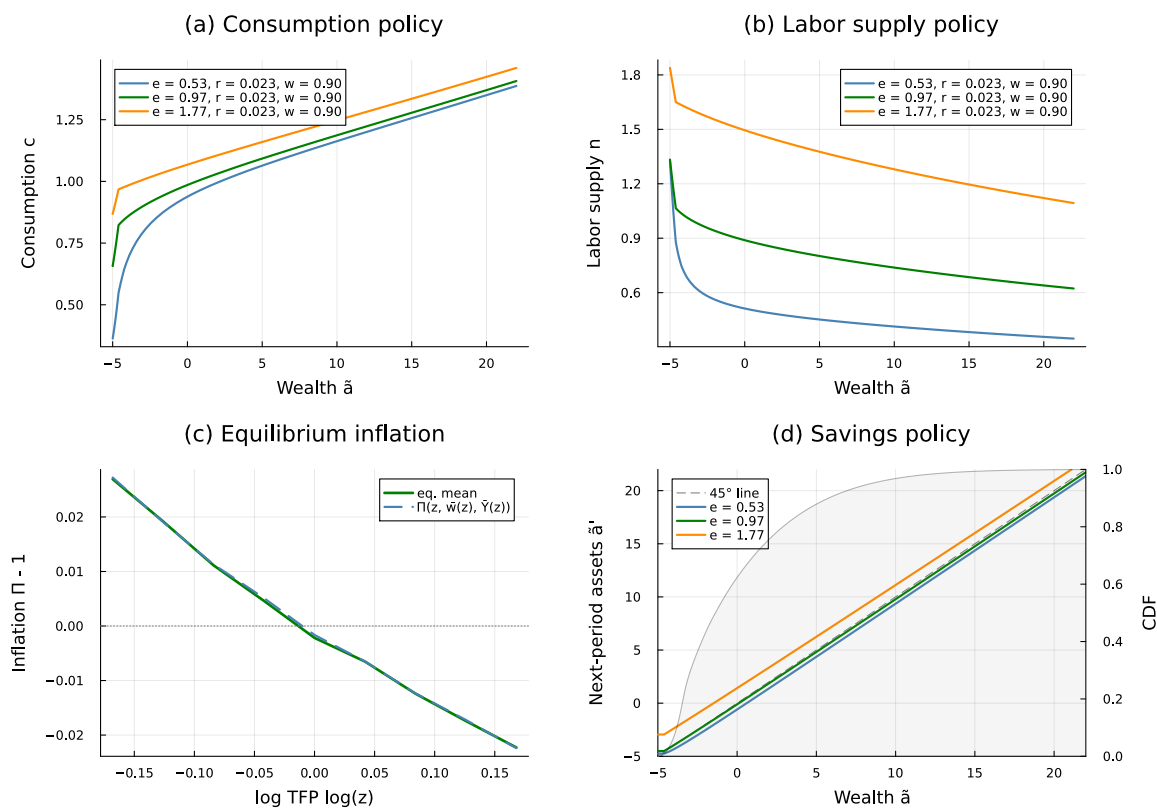 (a) Consumption policy
Consumption c
1.25
1.00
0.75
0.50
e = 0.53, r = 0.023, w = 0.90
e = 0.97, r = 0.023, w = 0.90
e = 1.77, r = 0.023, w = 0.90
−5 0 5 10 15 20
Wealth ã
(b) Labor supply policy
Labor supply n
1.8
1.5
1.2
0.9
0.6
e = 0.53, r = 0.023, w = 0.90
e = 0.97, r = 0.023, w = 0.90
e = 1.77, r = 0.023, w = 0.90
−5 0 5 10 15 20
Wealth ã
(c) Equilibrium inflation
Inflation Π - 1
0.02
0.01
0.00
−0.01
−0.02
eq. mean
Π(z, w̄(z), Ȳ(z))
−0.15 −0.10 −0.05 0.00 0.05 0.10 0.15
log TFP log(z)
(d) Savings policy
Next-period assets ã'
20
15
10
5
0
−5
45° line
e = 0.53
e = 0.97
e = 1.77
−5 0 5 10 15 20
Wealth ã
1.0
0.8
0.6
0.4
0.2
0.0
CDF